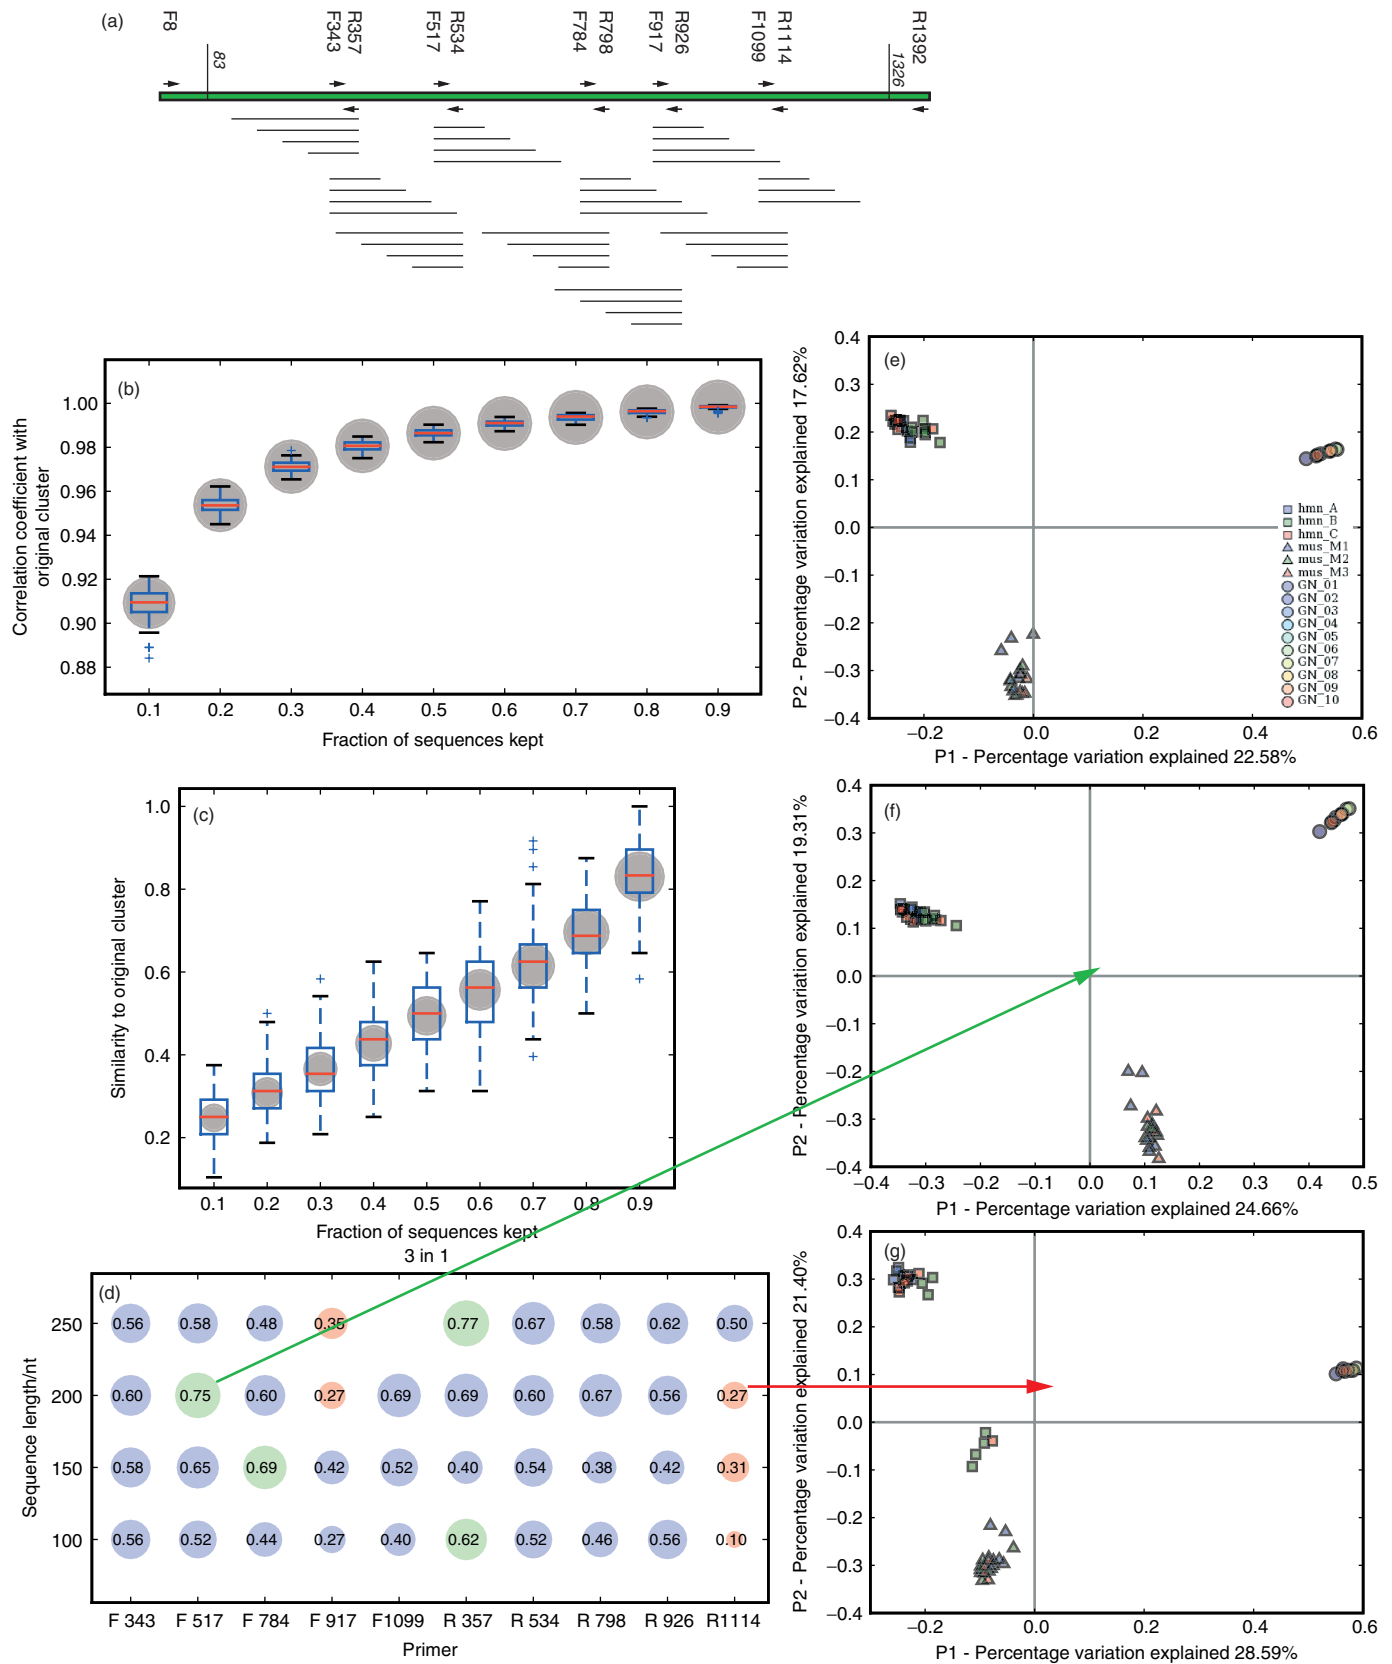 (a)
F8
83
F343
R357
F517
R534
F784
R798
F917
R926
F1099
R1114
1326
R1392
(b)
Correlation coefficient with
original cluster
1.00
0.98
0.96
0.94
0.92
0.90
0.88
0.1 0.2 0.3 0.4 0.5 0.6 0.7 0.8 0.9
Fraction of sequences kept
(c)
Similarity to original cluster
1.0
0.8
0.6
0.4
0.2
0.1 0.2 0.3 0.4 0.5 0.6 0.7 0.8 0.9
Fraction of sequences kept
3 in 1
(d)
Sequence length/nt
250 0.56 0.58 0.48 0.35 0.77 0.67 0.58 0.62 0.50
200 0.60 0.75 0.60 0.27 0.69 0.69 0.60 0.67 0.56 0.27
150 0.58 0.65 0.69 0.42 0.52 0.40 0.54 0.38 0.42 0.31
100 0.56 0.52 0.44 0.27 0.40 0.62 0.52 0.46 0.56 0.10
F 343 F 517 F 784 F 917 F1099 R 357 R 534 R 798 R 926 R1114
Primer
(e)
P2 - Percentage variation explained 17.62%
0.4
0.3
0.2
0.1
0.0
−0.1
−0.2
−0.3
−0.4
hmn_A
hmn_B
hmn_C
mus_M1
mus_M2
mus_M3
GN_01
GN_02
GN_03
GN_04
GN_05
GN_06
GN_07
GN_08
GN_09
GN_10
−0.2 0.0 0.2 0.4 0.6
P1 - Percentage variation explained 22.58%
(f)
P2 - Percentage variation explained 19.31%
0.4
0.3
0.2
0.1
0.0
−0.1
−0.2
−0.3
−0.4
−0.4 −0.3 −0.2 −0.1 0.0 0.1 0.2 0.3 0.4 0.5
P1 - Percentage variation explained 24.66%
(g)
P2 - Percentage variation explained 21.40%
0.4
0.3
0.2
0.1
0.0
−0.1
−0.2
−0.3
−0.4
−0.2 0.0 0.2 0.4 0.6
P1 - Percentage variation explained 28.59%